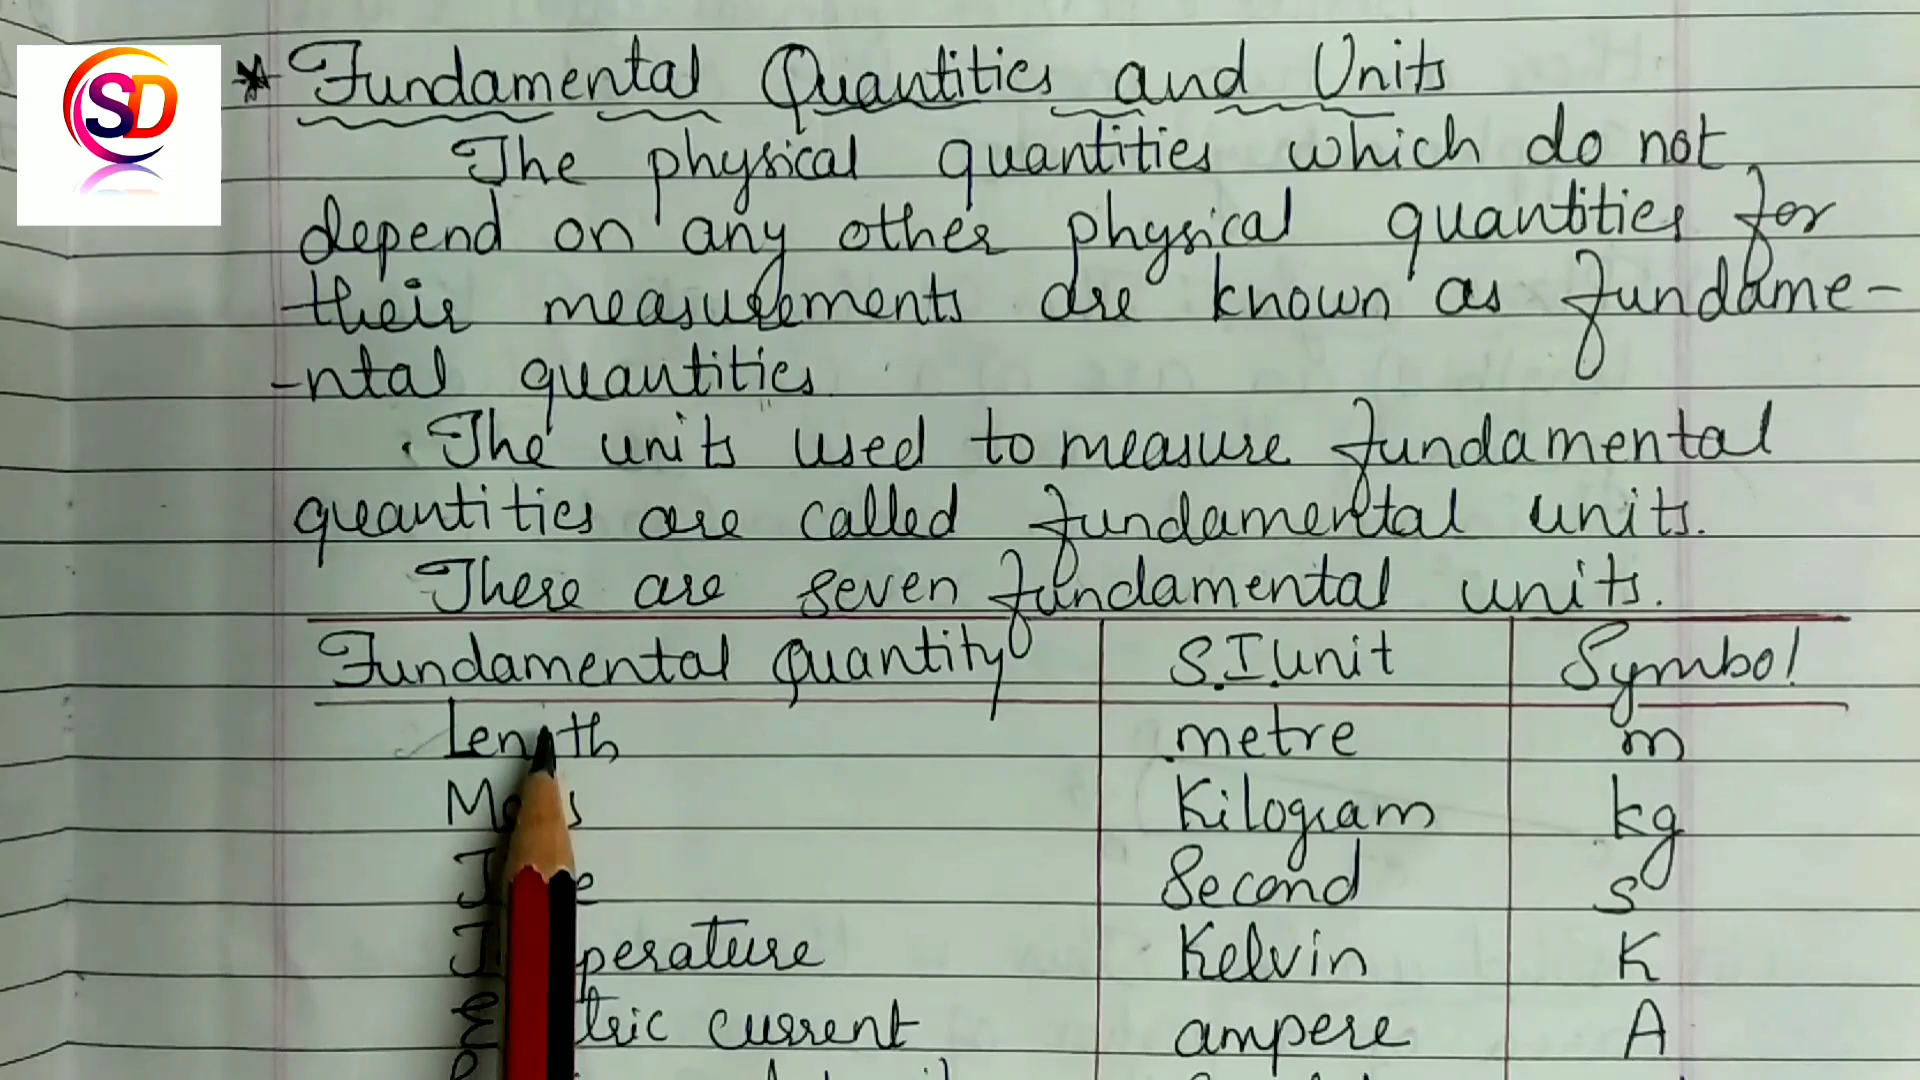 SD
* Fundamental Quantities and Units
The physical quantities which do not
depend on any other physical quantities for
their measurements are known as fundame-
-ntal quantities
The units used to measure fundamental
quantities are called fundamental units.
There are seven fundamental units.
Fundamental Quantity S.I.Unit Symbol
Length metre m
Kilogram kg
Second s
Kelvin K
current ampere A